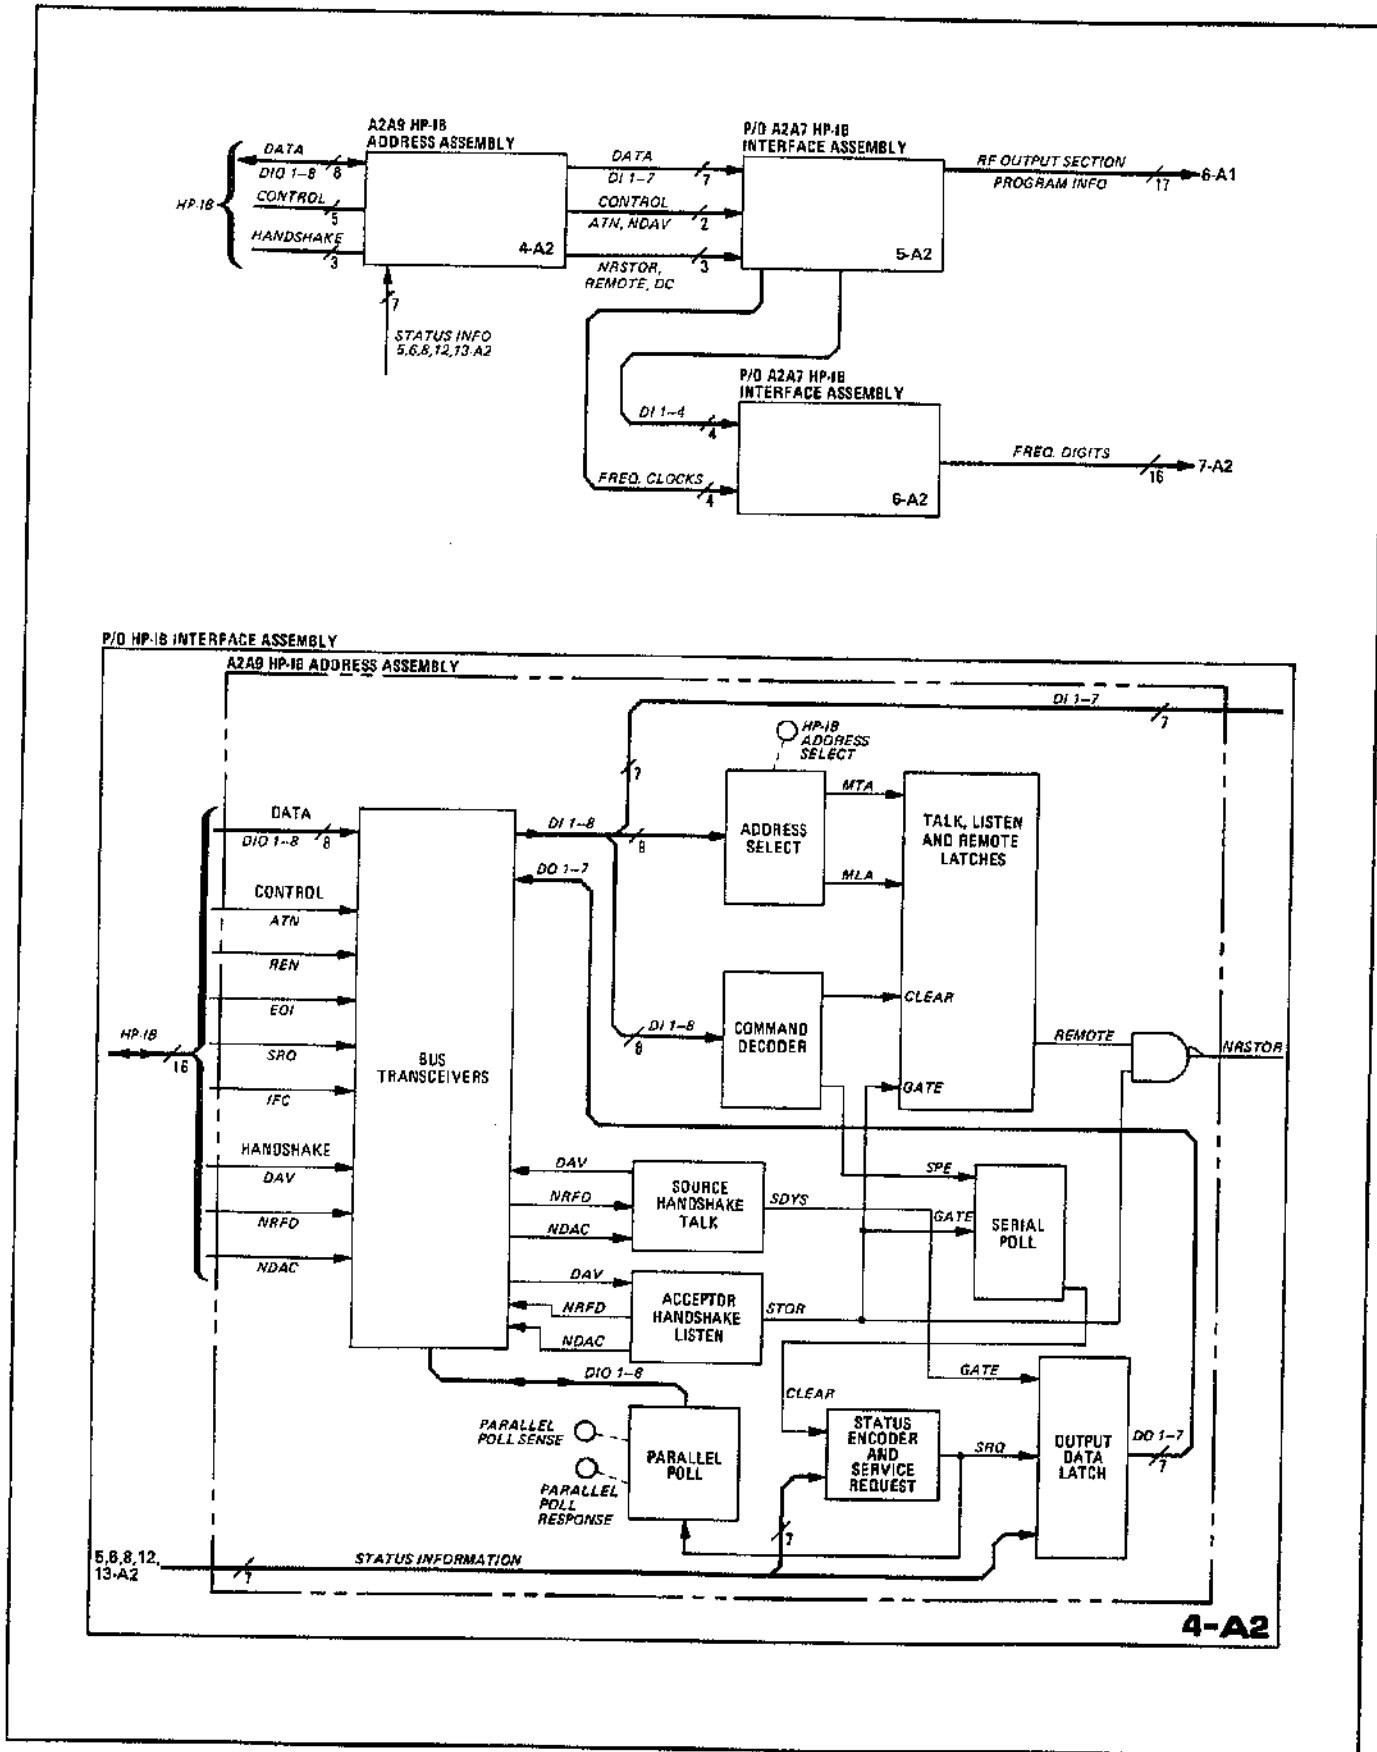 A2A9 HP-IB
ADDRESS ASSEMBLY
P/O A2A7 HP-IB
INTERFACE ASSEMBLY
HP-IB
DATA
DIO 1-8
8
CONTROL
5
HANDSHAKE
3
4-A2
DATA
DI 1-7
7
CONTROL
2
ATN, NDAV
3
NRSTOR,
REMOTE, DC
5-A2
RF OUTPUT SECTION
PROGRAM INFO
17
6-A1
7
STATUS INFO
5,6,8,12,13-A2
P/O A2A7 HP-IB
INTERFACE ASSEMBLY
DI 1-4
4
FREQ. CLOCKS
4
6-A2
FREQ. DIGITS
16
7-A2
P/O HP-IB INTERFACE ASSEMBLY
A2A9 HP-IB ADDRESS ASSEMBLY
DI 1-7
7
HP-IB
ADDRESS
SELECT
7
DATA
DIO 1-8
8
CONTROL
ATN
REN
EOI
SRQ
IFC
HANDSHAKE
DAV
NRFD
NDAC
HP-IB
16
BUS
TRANSCEIVERS
DI 1-8
8
DO 1-7
ADDRESS
SELECT
MTA
MLA
TALK, LISTEN
AND REMOTE
LATCHES
CLEAR
GATE
DI 1-8
8
COMMAND
DECODER
REMOTE
NRSTOR
DAV
NRFD
NDAC
SOURCE
HANDSHAKE
TALK
SDYS
SPE
GATE
SERIAL
POLL
DAV
NRFD
NDAC
ACCEPTOR
HANDSHAKE
LISTEN
STOR
DIO 1-8
CLEAR
GATE
PARALLEL
POLL SENSE
PARALLEL
POLL
RESPONSE
PARALLEL
POLL
STATUS
ENCODER
AND
SERVICE
REQUEST
SRQ
OUTPUT
DATA
LATCH
DO 1-7
7
7
5,6,8,12,
13-A2
7
STATUS INFORMATION
4-A2